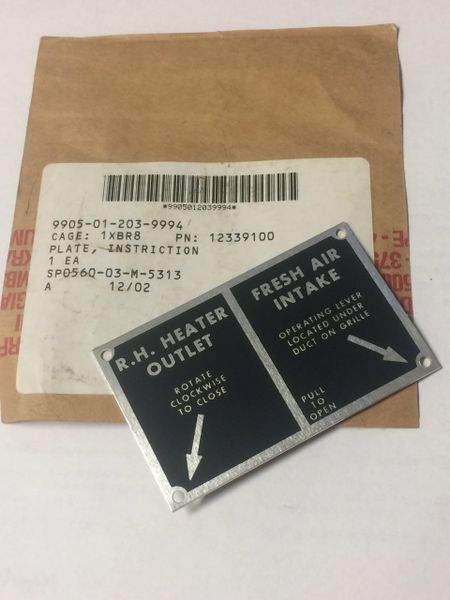 *9905012039994*
9905-01-203-9994
CAGE: 1XBR8 PN: 12339100
PLATE, INSTRICTION
1 EA
SP0560-03-M-5313
A 12/02
R.H. HEATER
OUTLET
ROTATE
CLOCKWISE
TO CLOSE
FRESH AIR
INTAKE
OPERATING LEVER
LOCATED UNDER
DUCT ON GRILLE
PULL
TO
OPEN